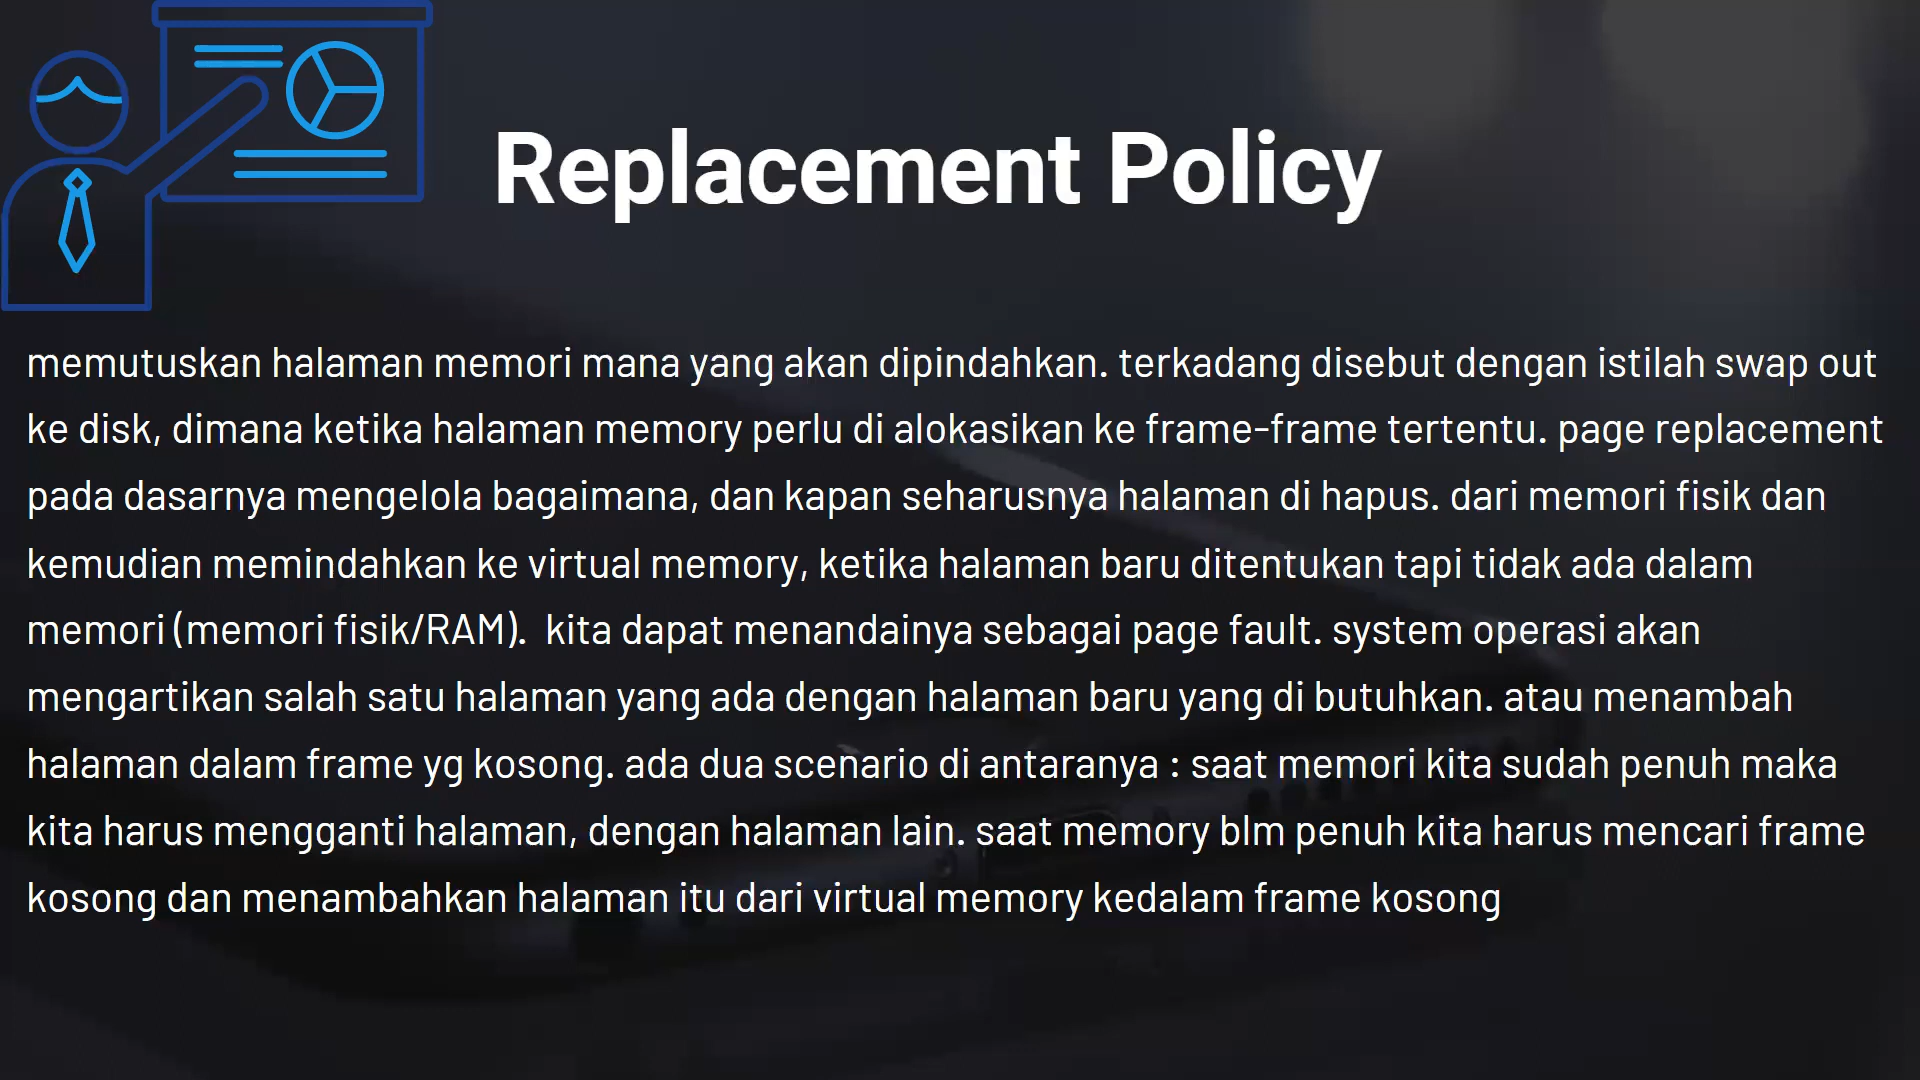 Replacement Policy
memutuskan halaman memori mana yang akan dipindahkan. terkadang disebut dengan istilah swap out
ke disk, dimana ketika halaman memory perlu di alokasikan ke frame-frame tertentu. page replacement
pada dasarnya mengelola bagaimana, dan kapan seharusnya halaman di hapus. dari memori fisik dan
kemudian memindahkan ke virtual memory, ketika halaman baru ditentukan tapi tidak ada dalam
memori (memori fisik/RAM).  kita dapat menandainya sebagai page fault. system operasi akan
mengartikan salah satu halaman yang ada dengan halaman baru yang di butuhkan. atau menambah
halaman dalam frame yg kosong. ada dua scenario di antaranya : saat memori kita sudah penuh maka
kita harus mengganti halaman, dengan halaman lain. saat memory blm penuh kita harus mencari frame
kosong dan menambahkan halaman itu dari virtual memory kedalam frame kosong